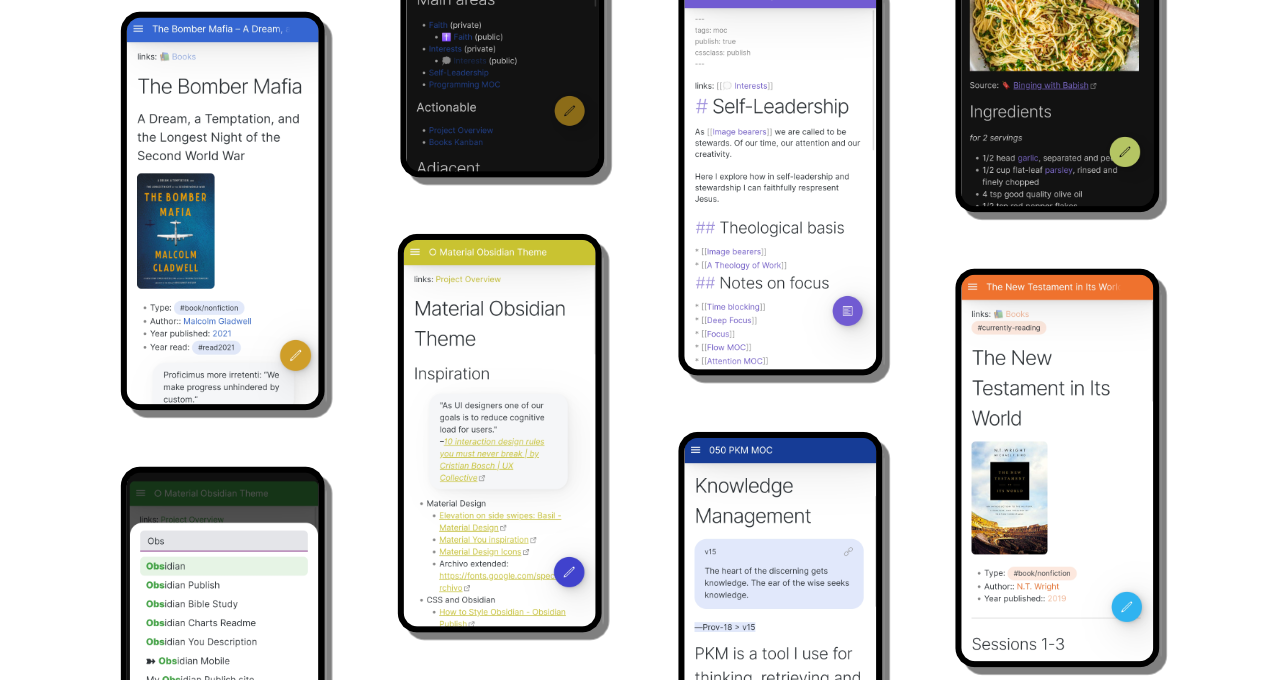 The Bomber Mafia – A Dream, a
links: Books
The Bomber Mafia
A Dream, a Temptation, and
the Longest Night of the
Second World War
THE BOMBER
MAFIA
MALCOLM
GLADWELL
Type: #book/nonfiction
Author:: Malcolm Gladwell
Year published: 2021
Year read: #read2021
Proficimus more irretenti: “We
make progress unhindered by
custom.”
O Material Obsidian Theme
links: Project Overview
Obs
Obsidian
Obsidian Publish
Obsidian Bible Study
Obsidian Charts Readme
Obsidian You Description
Obsidian Mobile
My Obsidian Publish site
Main areas
Faith (private)
Faith (public)
Interests (private)
Interests (public)
Self-Leadership
Programming MOC
Actionable
Project Overview
Books Kanban
Adjacent
O Material Obsidian Theme
links: Project Overview
Material Obsidian
Theme
Inspiration
“As UI designers one of our
goals is to reduce cognitive
load for users.”
–10 interaction design rules
you must never break | by
Cristian Bosch | UX
Collective
Material Design
Elevation on side swipes: Basil -
Material Design
Material You inspiration
Material Design Icons
Archivo extended:
https://fonts.google.com/spec
rchivo
CSS and Obsidian
How to Style Obsidian - Obsidian
Publish
---
tags: moc
publish: true
cssclass: publish
---
links: [[Interests]]
# Self-Leadership
As [[Image bearers]] we are called to be
stewards. Of our time, our attention and our
creativity.
Here I explore how in self-leadership and
stewardship I can faithfully respresent
Jesus.
## Theological basis
* [[Image bearers]]
* [[A Theology of Work]]
## Notes on focus
* [[Time blocking]]
* [[Deep Focus]]
* [[Focus]]
* [[Flow MOC]]
* [[Attention MOC]]
050 PKM MOC
Knowledge
Management
v15
The heart of the discerning gets
knowledge. The ear of the wise seeks
knowledge.
—Prov-18 > v15
PKM is a tool I use for
thinking, retrieving and
Source: Binging with Babish
Ingredients
for 2 servings
1/2 head garlic, separated and pe
1/2 cup flat-leaf parsley, rinsed and
finely chopped
4 tsp good quality olive oil
1/2 tsp red pepper flakes
The New Testament in Its Worl
links: Books
#currently-reading
The New
Testament in Its
World
N.T. WRIGHT
THE NEW
TESTAMENT
ITS WORLD
Type: #book/nonfiction
Author:: N.T. Wright
Year published:: 2019
Sessions 1-3